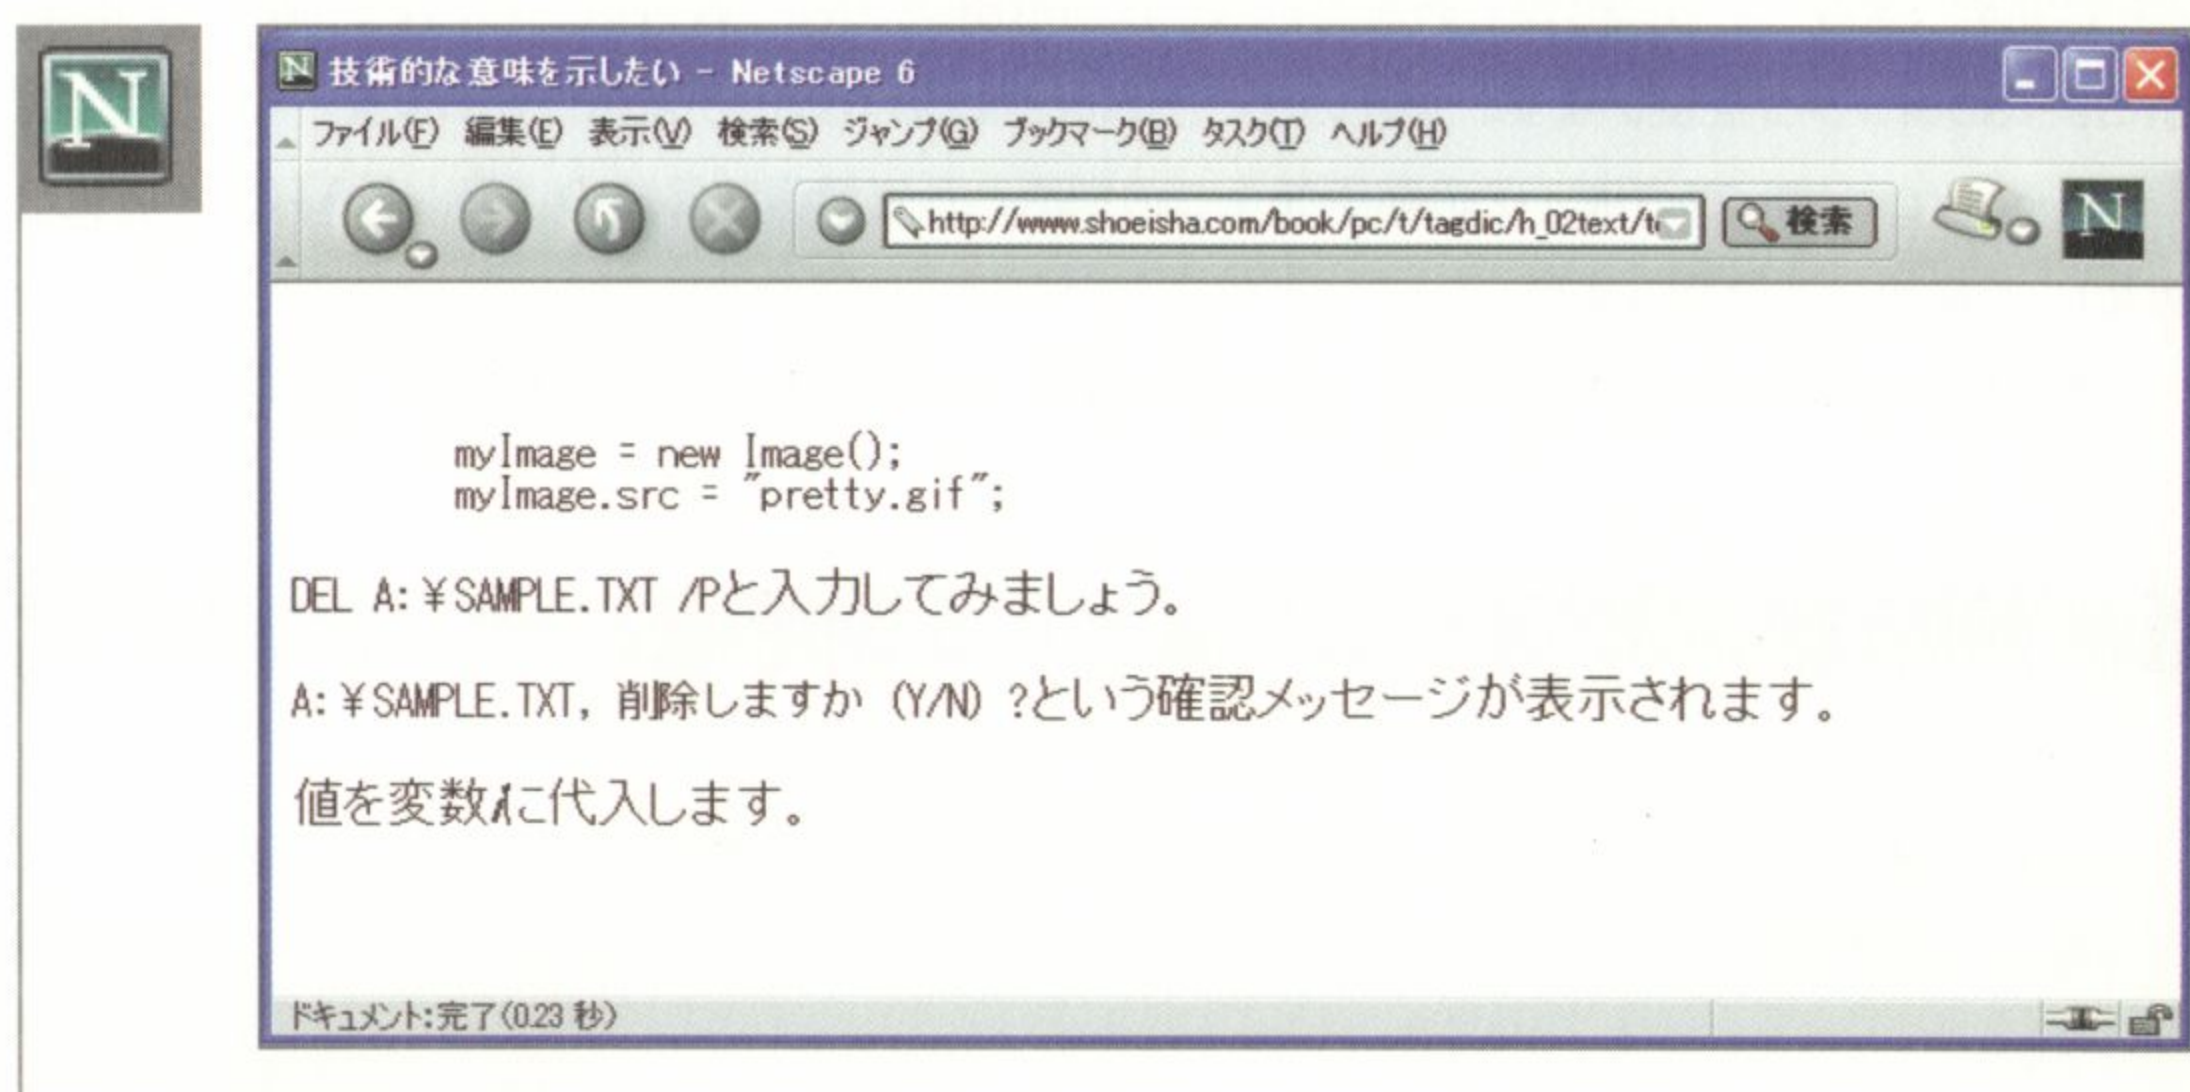 N
技術的な意味を示したい - Netscape 6
ファイル(F) 編集(E) 表示(V) 検索(S) ジャンプ(G) ブックマーク(B) タスク(T) ヘルプ(H)
http://www.shoeisha.com/book/pc/t/tagdic/h_02text/t 検索 N
myImage = new Image();
myImage.src = "pretty.gif";
DEL A:¥SAMPLE.TXT /Pと入力してみましょう。
A:¥SAMPLE.TXT, 削除しますか (Y/N) ?という確認メッセージが表示されます。
値を変数に代入します。
ドキュメント:完了(0.23 秒)